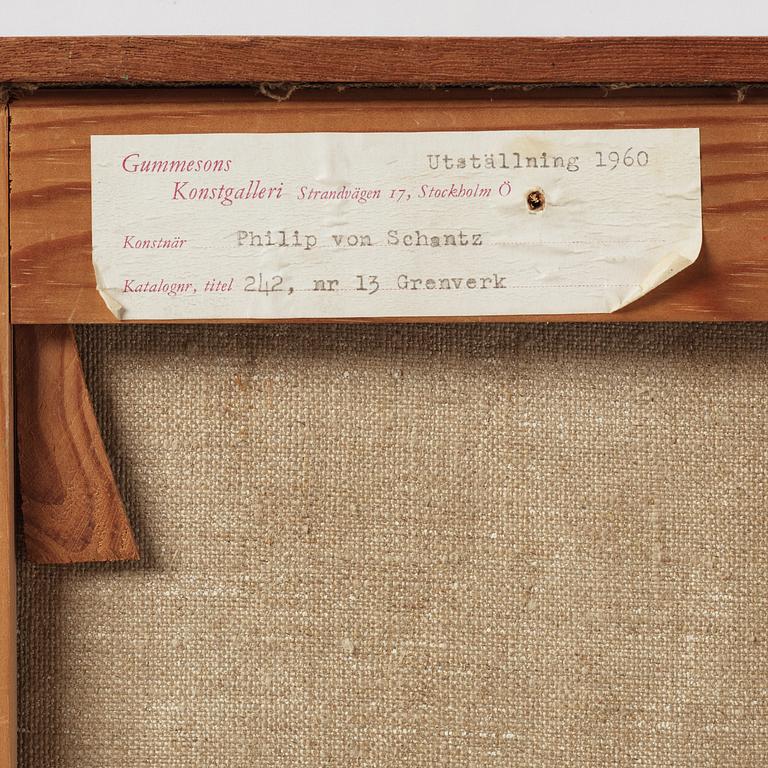 Gummesons Utställning 1960
Konstgalleri Strandvägen 17, Stockholm Ö
Konstnär Philip von Schantz
Katalognr, titel 242, nr 13 Grenverk